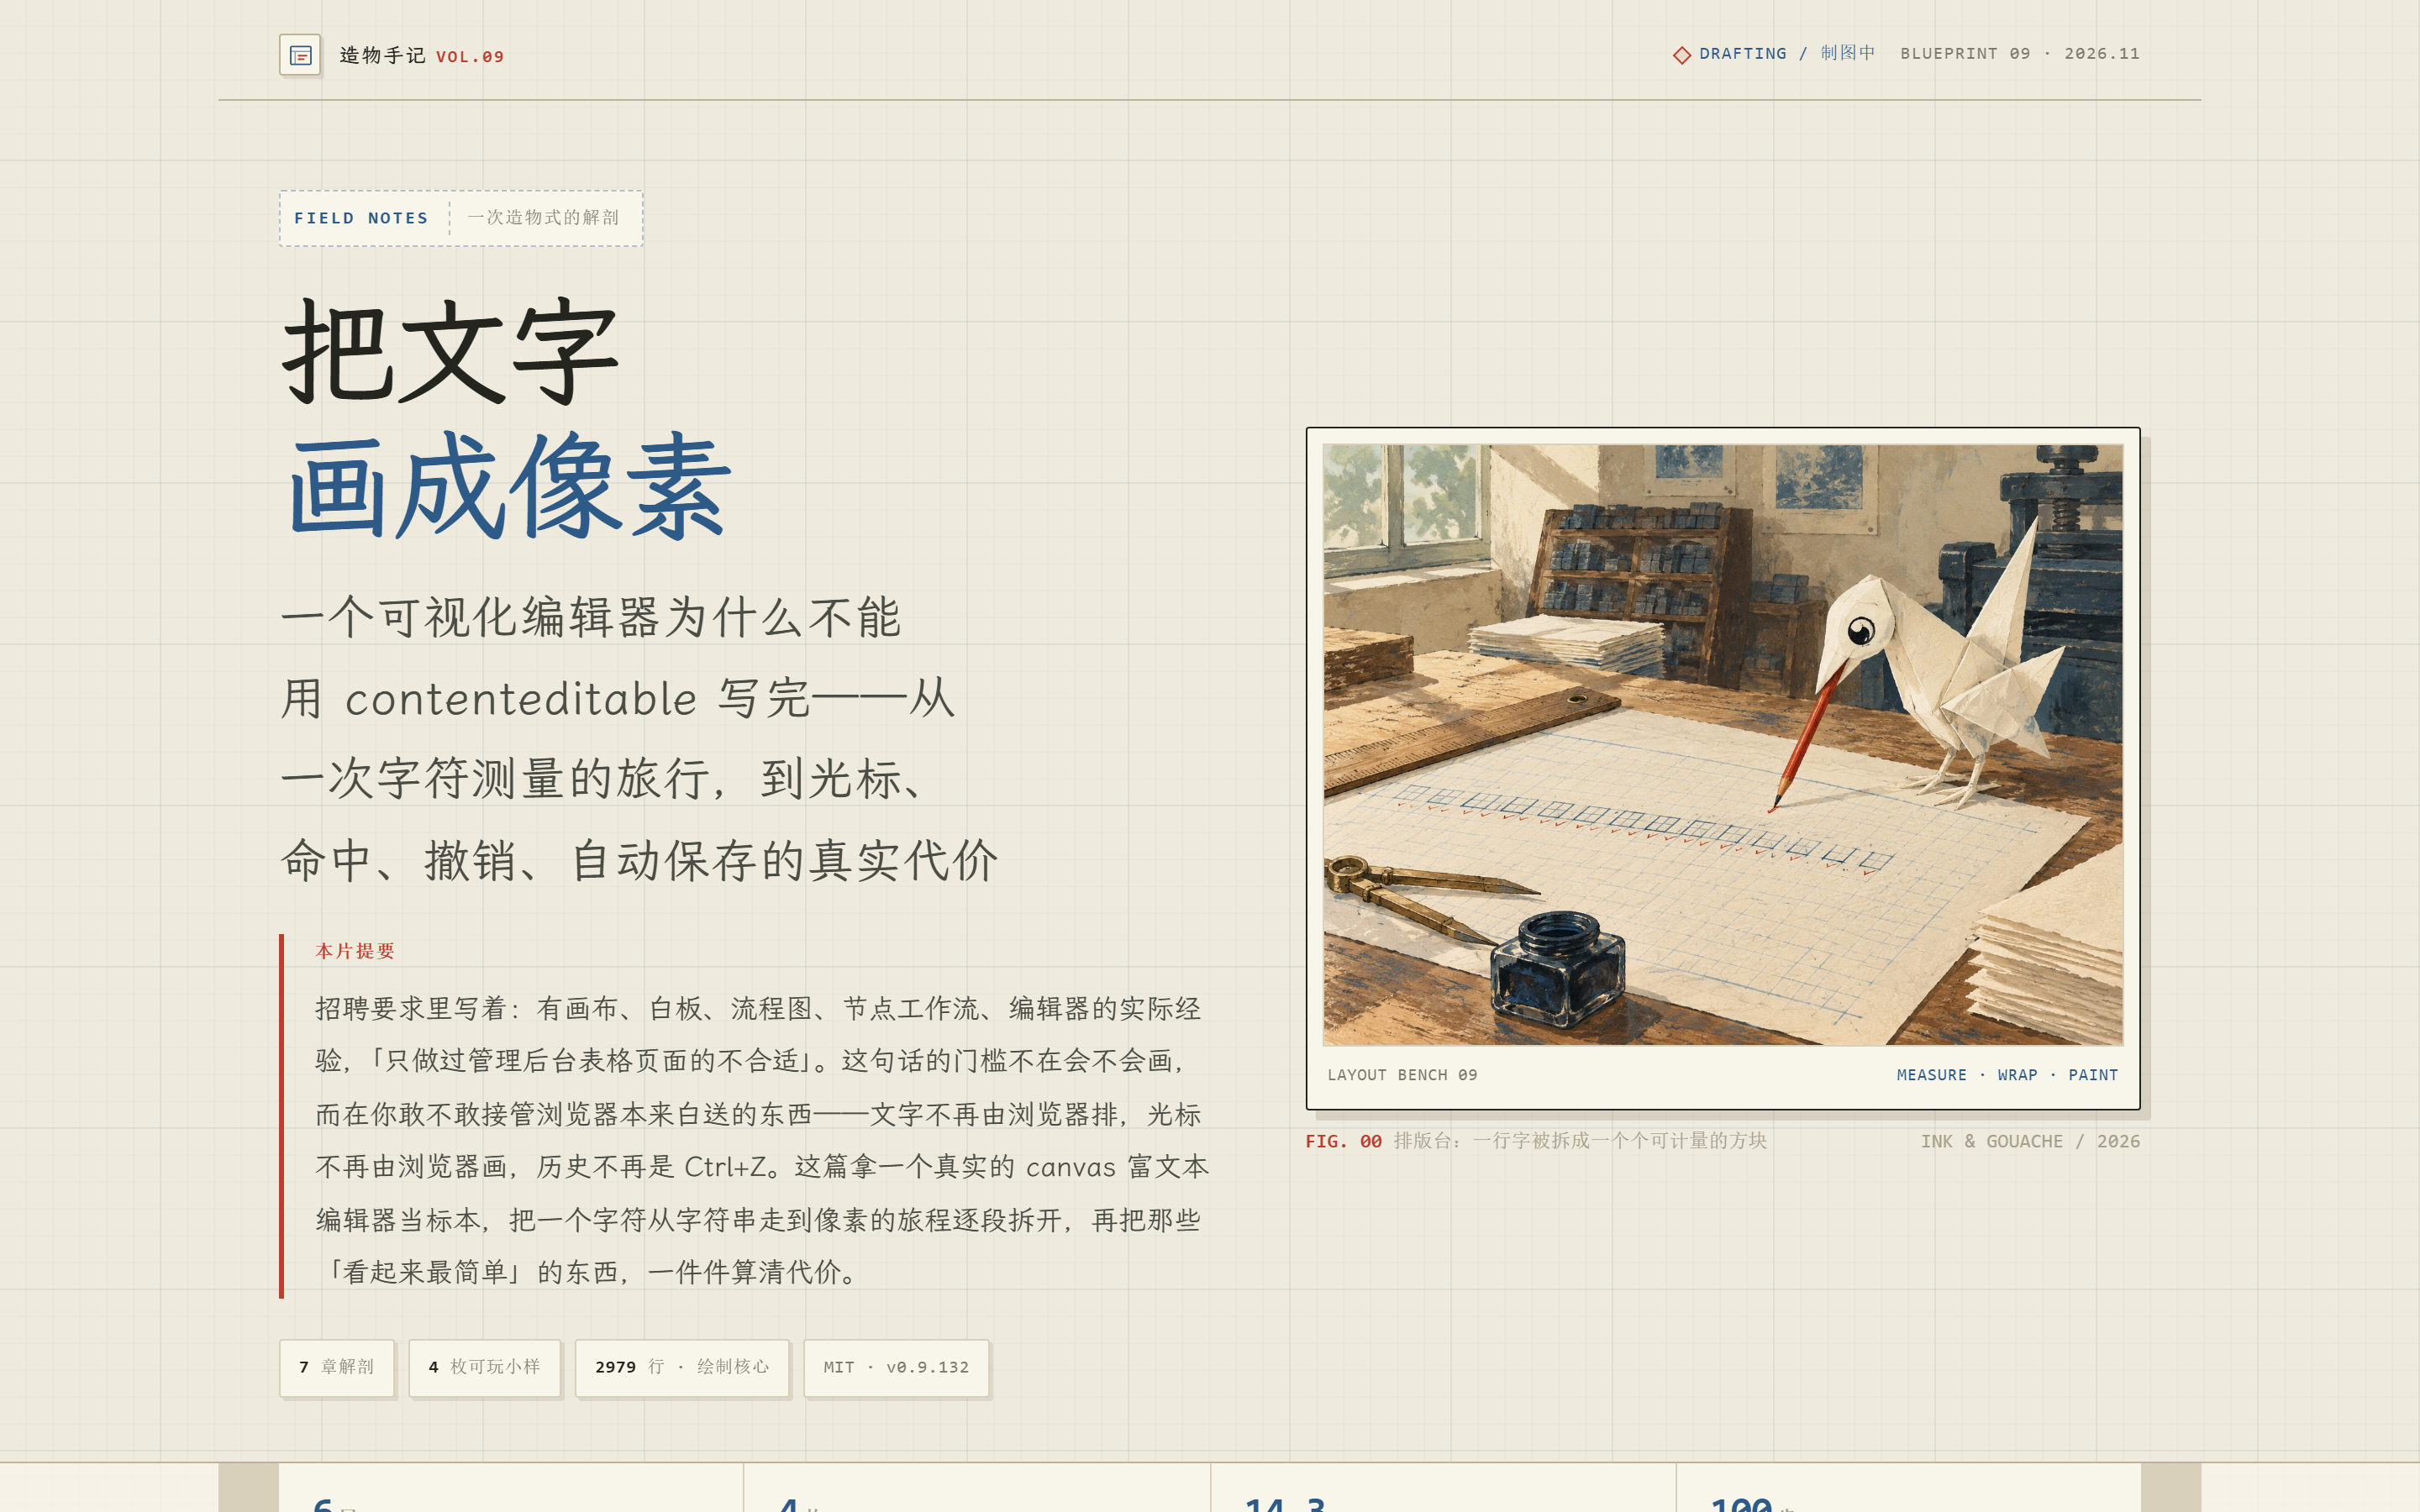 造物手记 VOL.09
DRAFTING / 制图中 BLUEPRINT 09 · 2026.11
FIELD NOTES 一次造物式的解剖
把文字
画成像素
一个可视化编辑器为什么不能
用 contenteditable 写完——从
一次字符测量的旅行，到光标、
命中、撤销、自动保存的真实代价
本片提要
招聘要求里写着：有画布、白板、流程图、节点工作流、编辑器的实际经
验，「只做过管理后台表格页面的不合适」。这句话的门槛不在会不会画，
而在你敢不敢接管浏览器本来白送的东西——文字不再由浏览器排，光标
不再由浏览器画，历史不再是 Ctrl+Z。这篇拿一个真实的 canvas 富文本
编辑器当标本，把一个字符从字符串走到像素的旅程逐段拆开，再把那些
「看起来最简单」的东西，一件件算清代价。
7 章解剖
4 枚可玩小样
2979 行 · 绘制核心
MIT · v0.9.132
LAYOUT BENCH 09
MEASURE · WRAP · PAINT
FIG. 00 排版台：一行字被拆成一个个可计量的方块
INK & GOUACHE / 2026
6
4
14.3
100